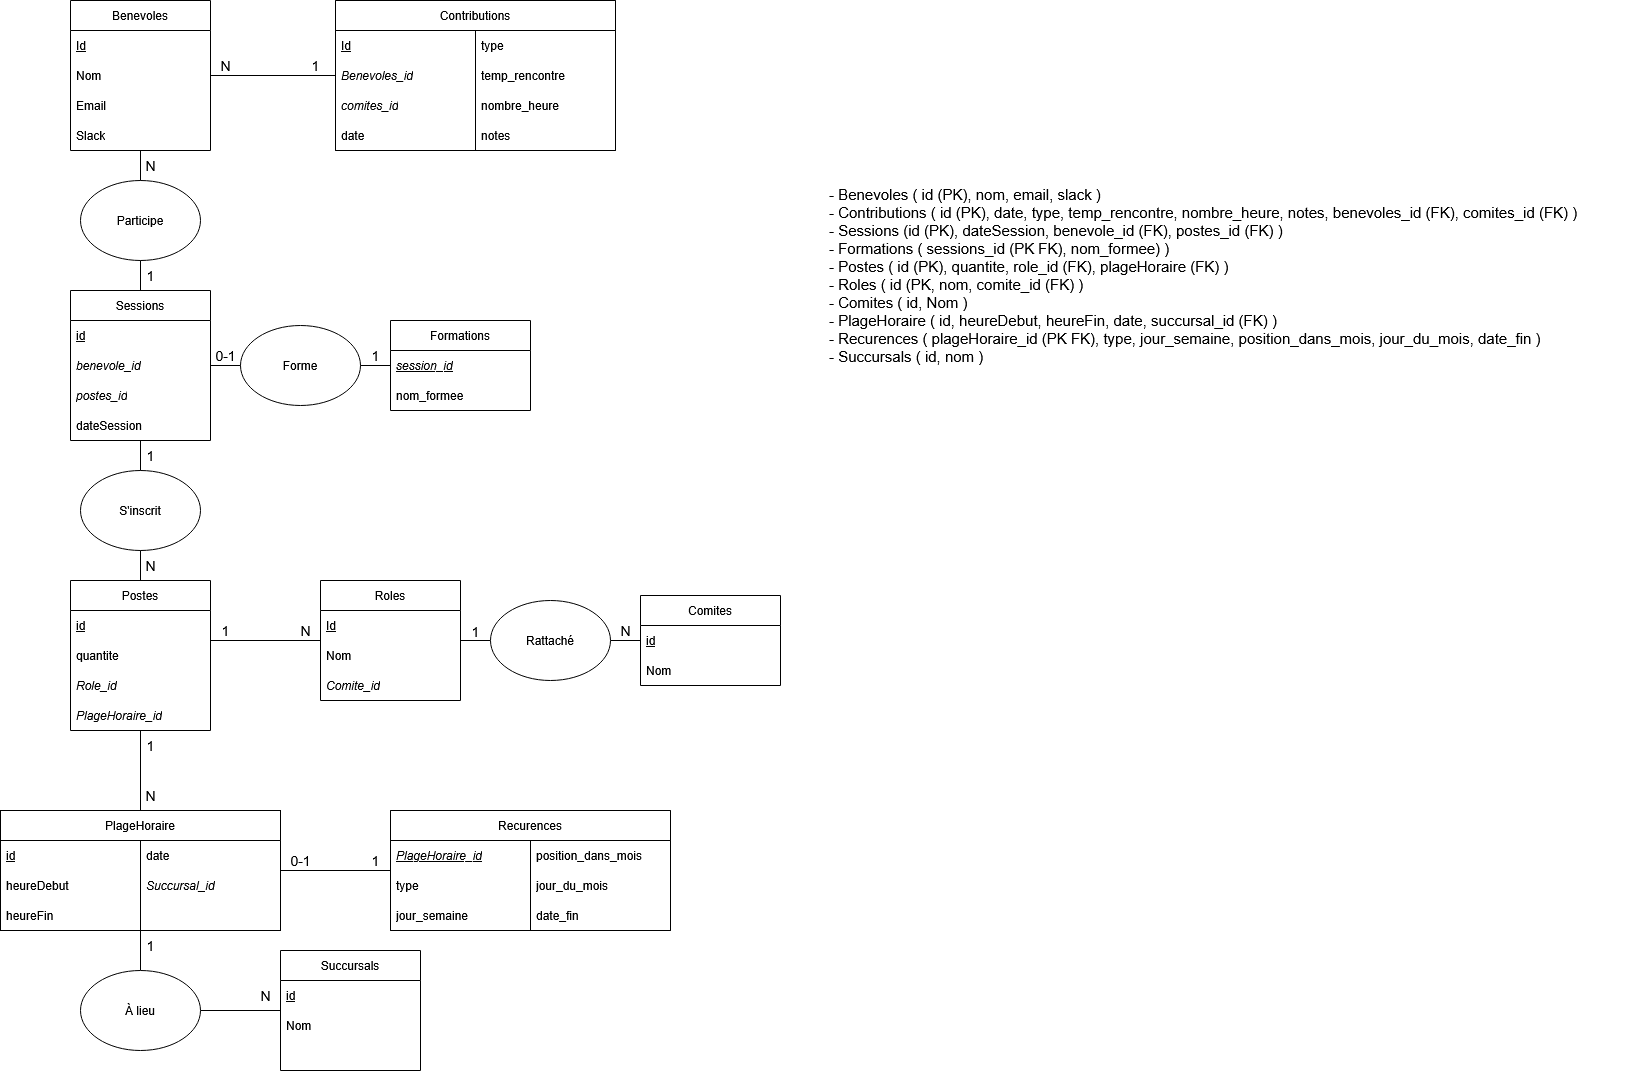 Benevoles
Id
Nom
Email
Slack
N
1
Contributions
Id
type
Benevoles_id
temp_rencontre
comites_id
nombre_heure
date
notes
N
Participe
1
Sessions
id
benevole_id
postes_id
dateSession
0-1
Forme
1
Formations
session_id
nom_formee
1
S'inscrit
N
Postes
id
quantite
Role_id
PlageHoraire_id
1
N
Roles
Id
Nom
Comite_id
1
Rattaché
N
Comites
id
Nom
1
N
PlageHoraire
id
date
heureDebut
Succursal_id
heureFin
0-1
1
Recurences
PlageHoraire_id
position_dans_mois
type
jour_du_mois
jour_semaine
date_fin
1
À lieu
N
Succursals
id
Nom
- Benevoles ( id (PK), nom, email, slack )
- Contributions ( id (PK), date, type, temp_rencontre, nombre_heure, notes, benevoles_id (FK), comites_id (FK) )
- Sessions (id (PK), dateSession, benevole_id (FK), postes_id (FK) )
- Formations ( sessions_id (PK FK), nom_formee) )
- Postes ( id (PK), quantite, role_id (FK), plageHoraire (FK) )
- Roles ( id (PK, nom, comite_id (FK) )
- Comites ( id, Nom )
- PlageHoraire ( id, heureDebut, heureFin, date, succursal_id (FK) )
- Recurences ( plageHoraire_id (PK FK), type, jour_semaine, position_dans_mois, jour_du_mois, date_fin )
- Succursals ( id, nom )